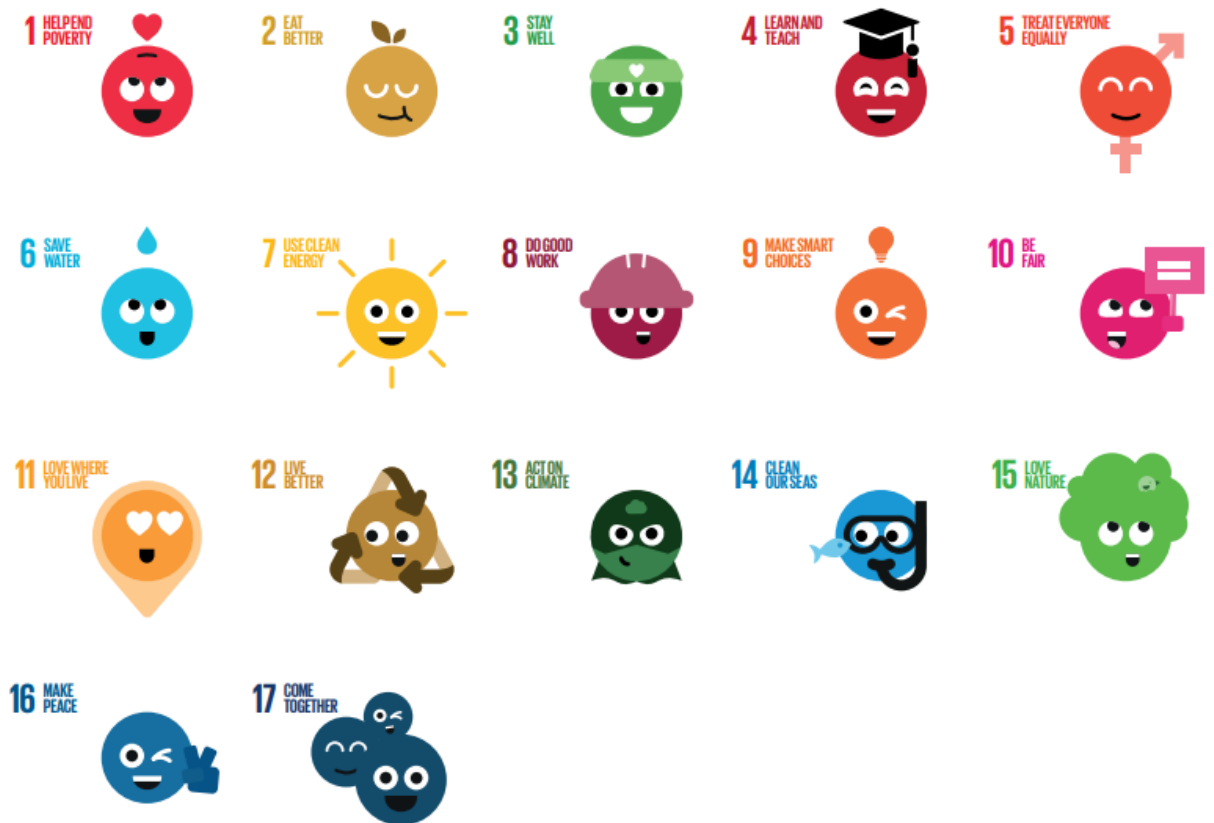 1 HELP END
POVERTY
2 EAT
BETTER
3 STAY
WELL
4 LEARN AND
TEACH
5 TREAT EVERYONE
EQUALLY
6 SAVE
WATER
7 USE CLEAN
ENERGY
8 DO GOOD
WORK
9 MAKE SMART
CHOICES
10 BE
FAIR
11 LOVE WHERE
YOU LIVE
12 LIVE
BETTER
13 ACT ON
CLIMATE
14 CLEAN
OUR SEAS
15 LOVE
NATURE
16 MAKE
PEACE
17 COME
TOGETHER